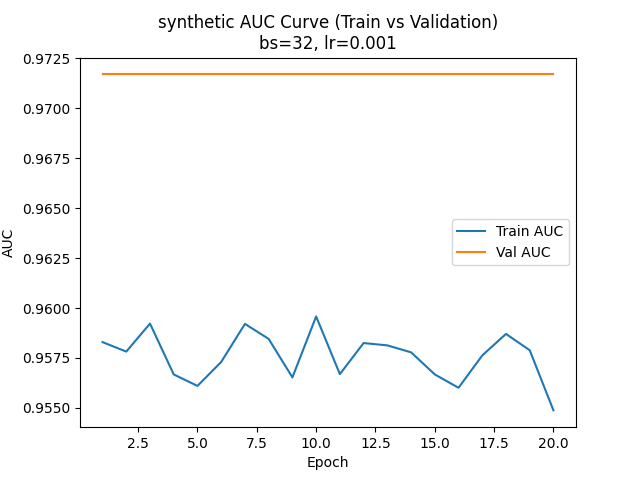 synthetic AUC Curve (Train vs Validation)
bs=32, lr=0.001
0.9725
0.9700
0.9675
0.9650
0.9625
0.9600
0.9575
0.9550
AUC
Train AUC
Val AUC
2.5 5.0 7.5 10.0 12.5 15.0 17.5 20.0
Epoch